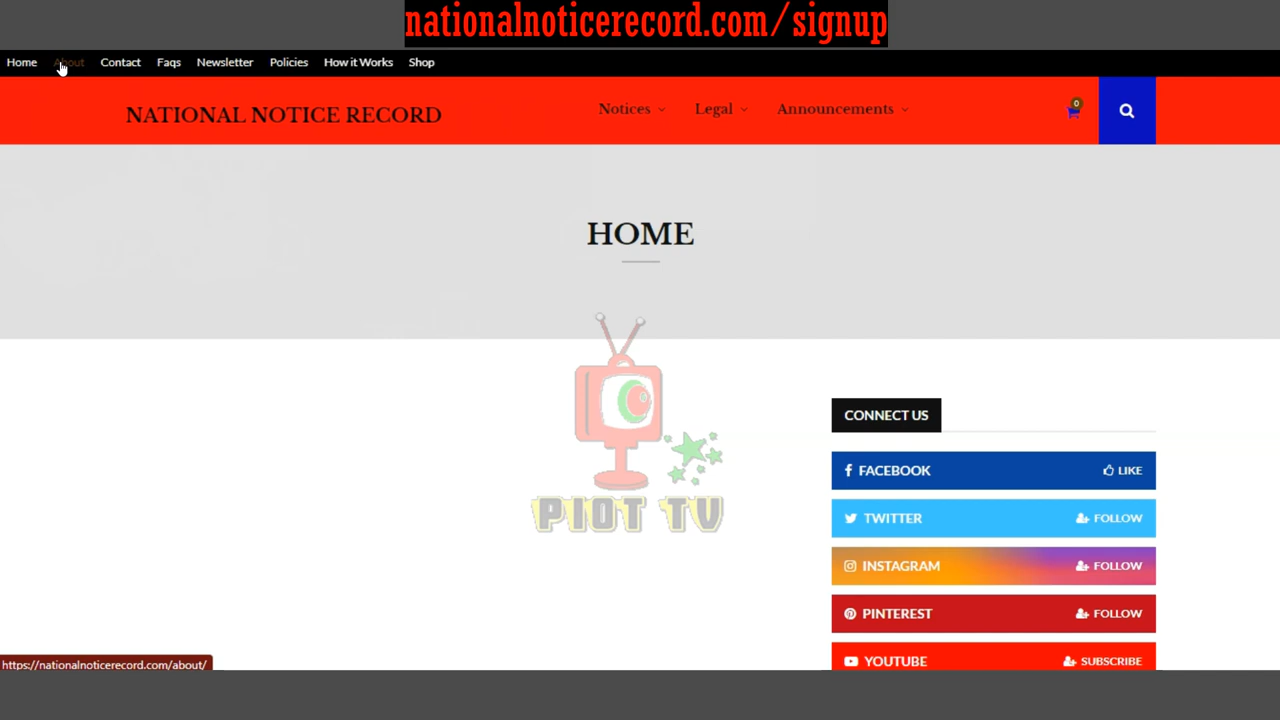 nationalnoticerecord.com/signup
Home About Contact Faqs Newsletter Policies How it Works Shop
NATIONAL NOTICE RECORD Notices Legal Announcements 0
HOME
CONNECT US
FACEBOOK LIKE
TWITTER FOLLOW
INSTAGRAM FOLLOW
PINTEREST FOLLOW
YOUTUBE SUBSCRIBE
PIOT TV
https://nationalnoticerecord.com/about/